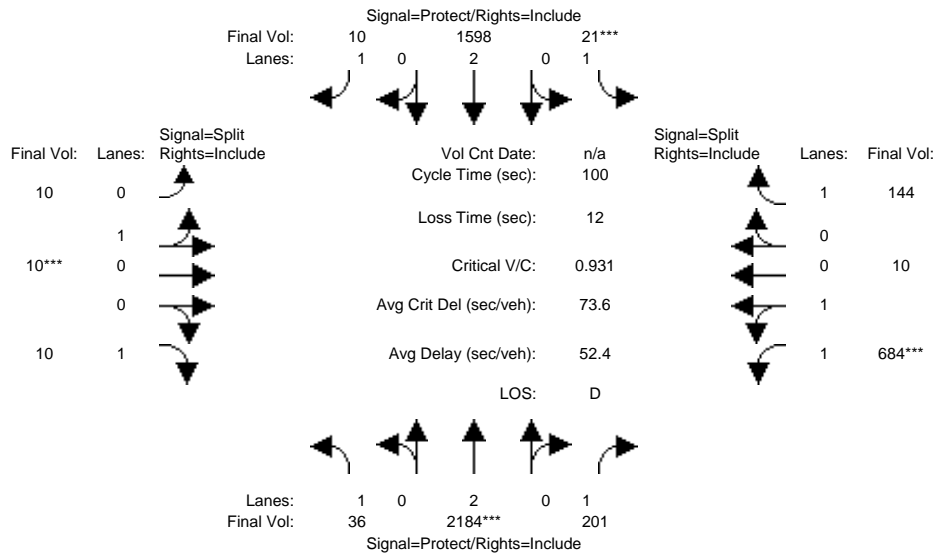 Signal=Protect/Rights=Include
Final Vol: 10 1598 21***
Lanes: 1 0 2 0 1
Signal=Split Signal=Split
Final Vol: Lanes: Rights=Include Vol Cnt Date: n/a Rights=Include Lanes: Final Vol:
Cycle Time (sec): 100
10 0 1 144
Loss Time (sec): 12
1 0
10*** 0 Critical V/C: 0.931 0 10
0 Avg Crit Del (sec/veh): 73.6 1
10 1 Avg Delay (sec/veh): 52.4 1 684***
LOS: D
Lanes: 1 0 2 0 1
Final Vol: 36 2184*** 201
Signal=Protect/Rights=Include